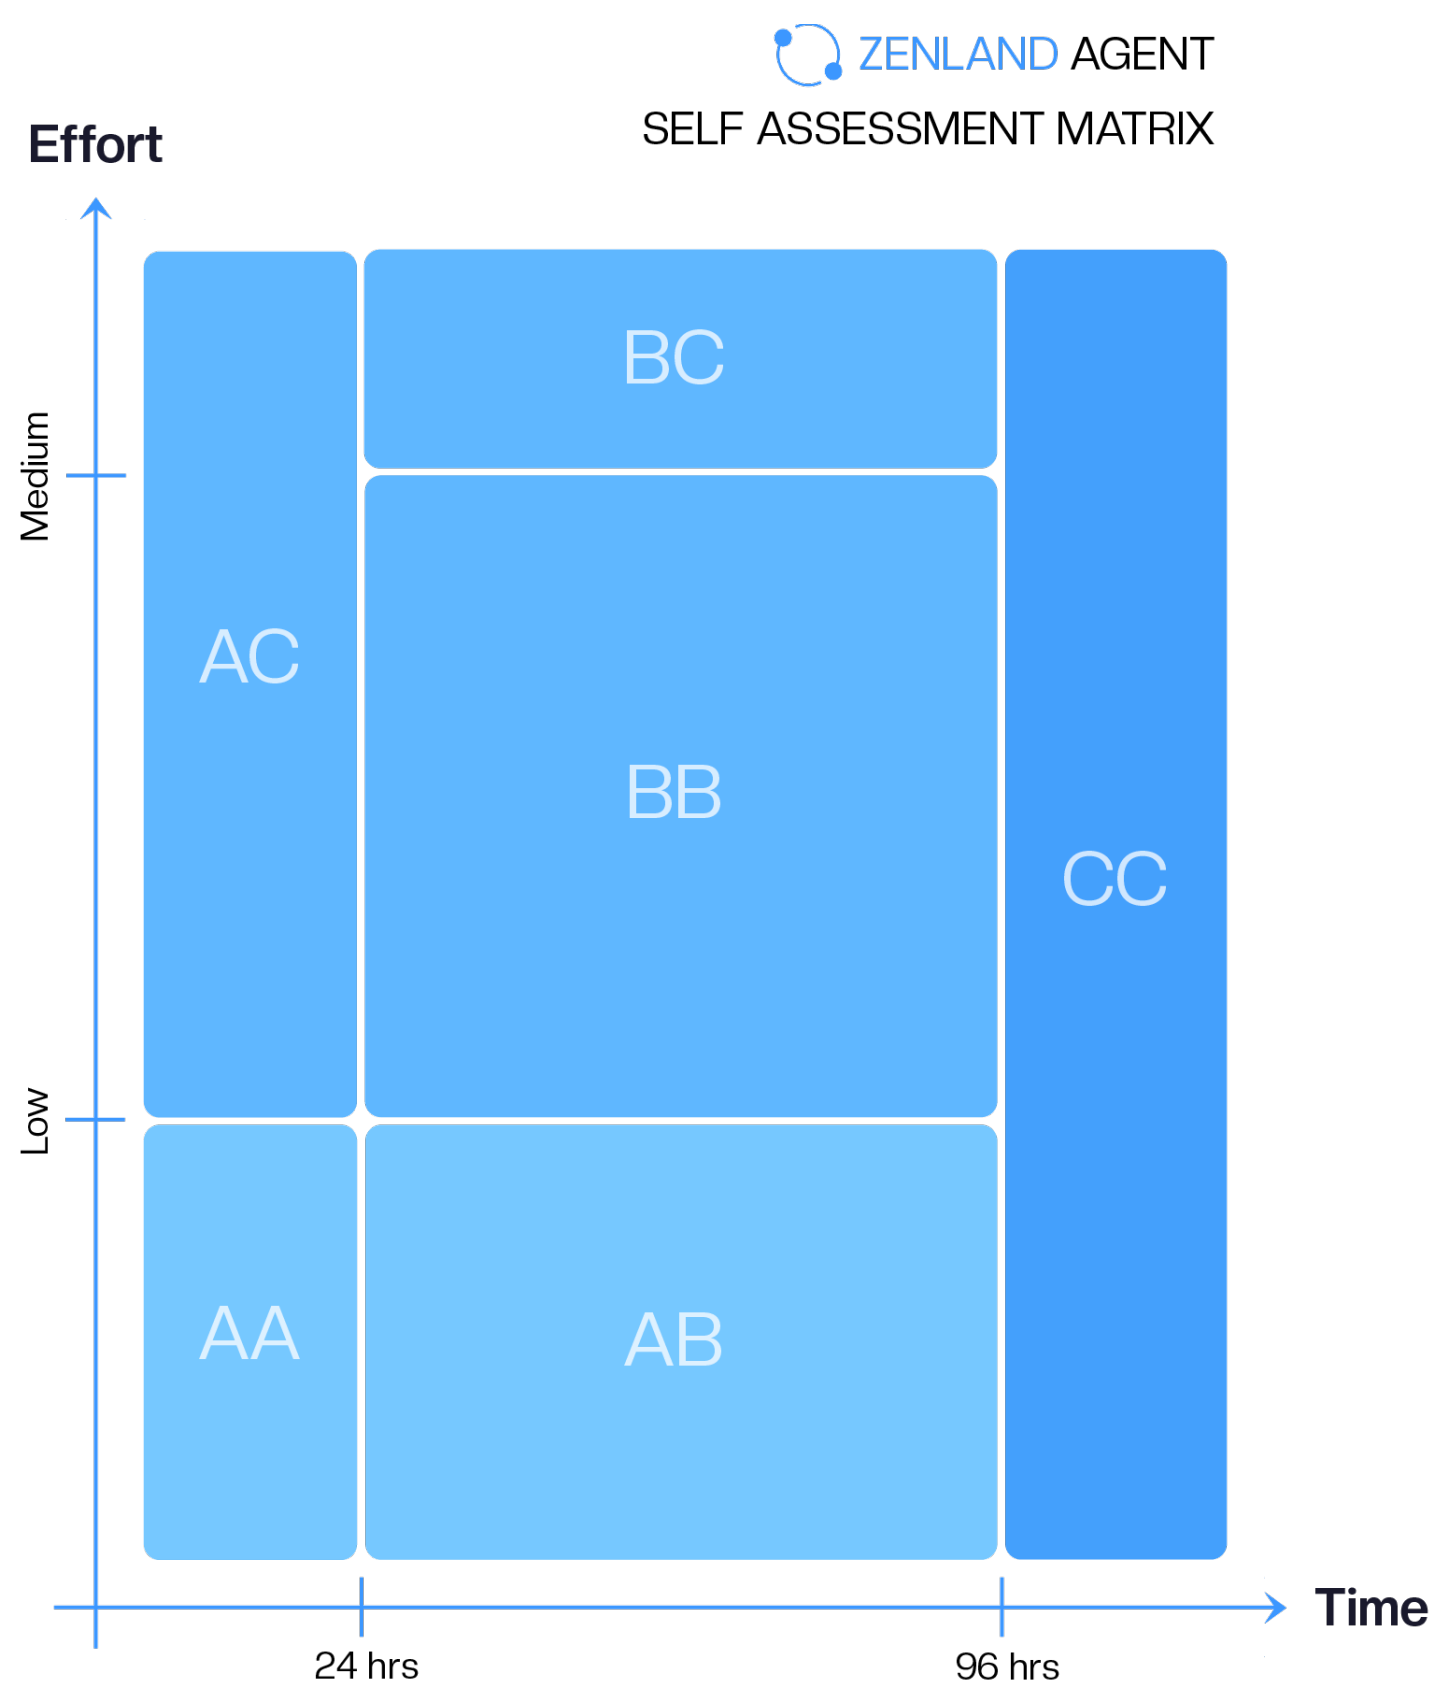 ZENLAND AGENT
SELF ASSESSMENT MATRIX
Effort
Medium
Low
BC
AC
BB
CC
AA
AB
24 hrs
96 hrs
Time